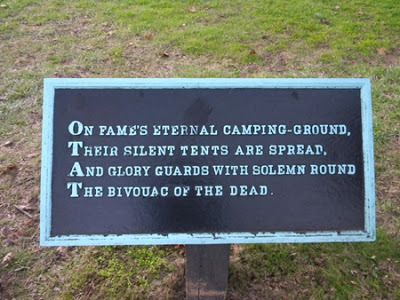 ON FAME'S ETERNAL CAMPING-GROUND,
THEIR SILENT TENTS ARE SPREAD,
AND GLORY GUARDS WITH SOLEMN ROUND
THE BIVOUAC OF THE DEAD.